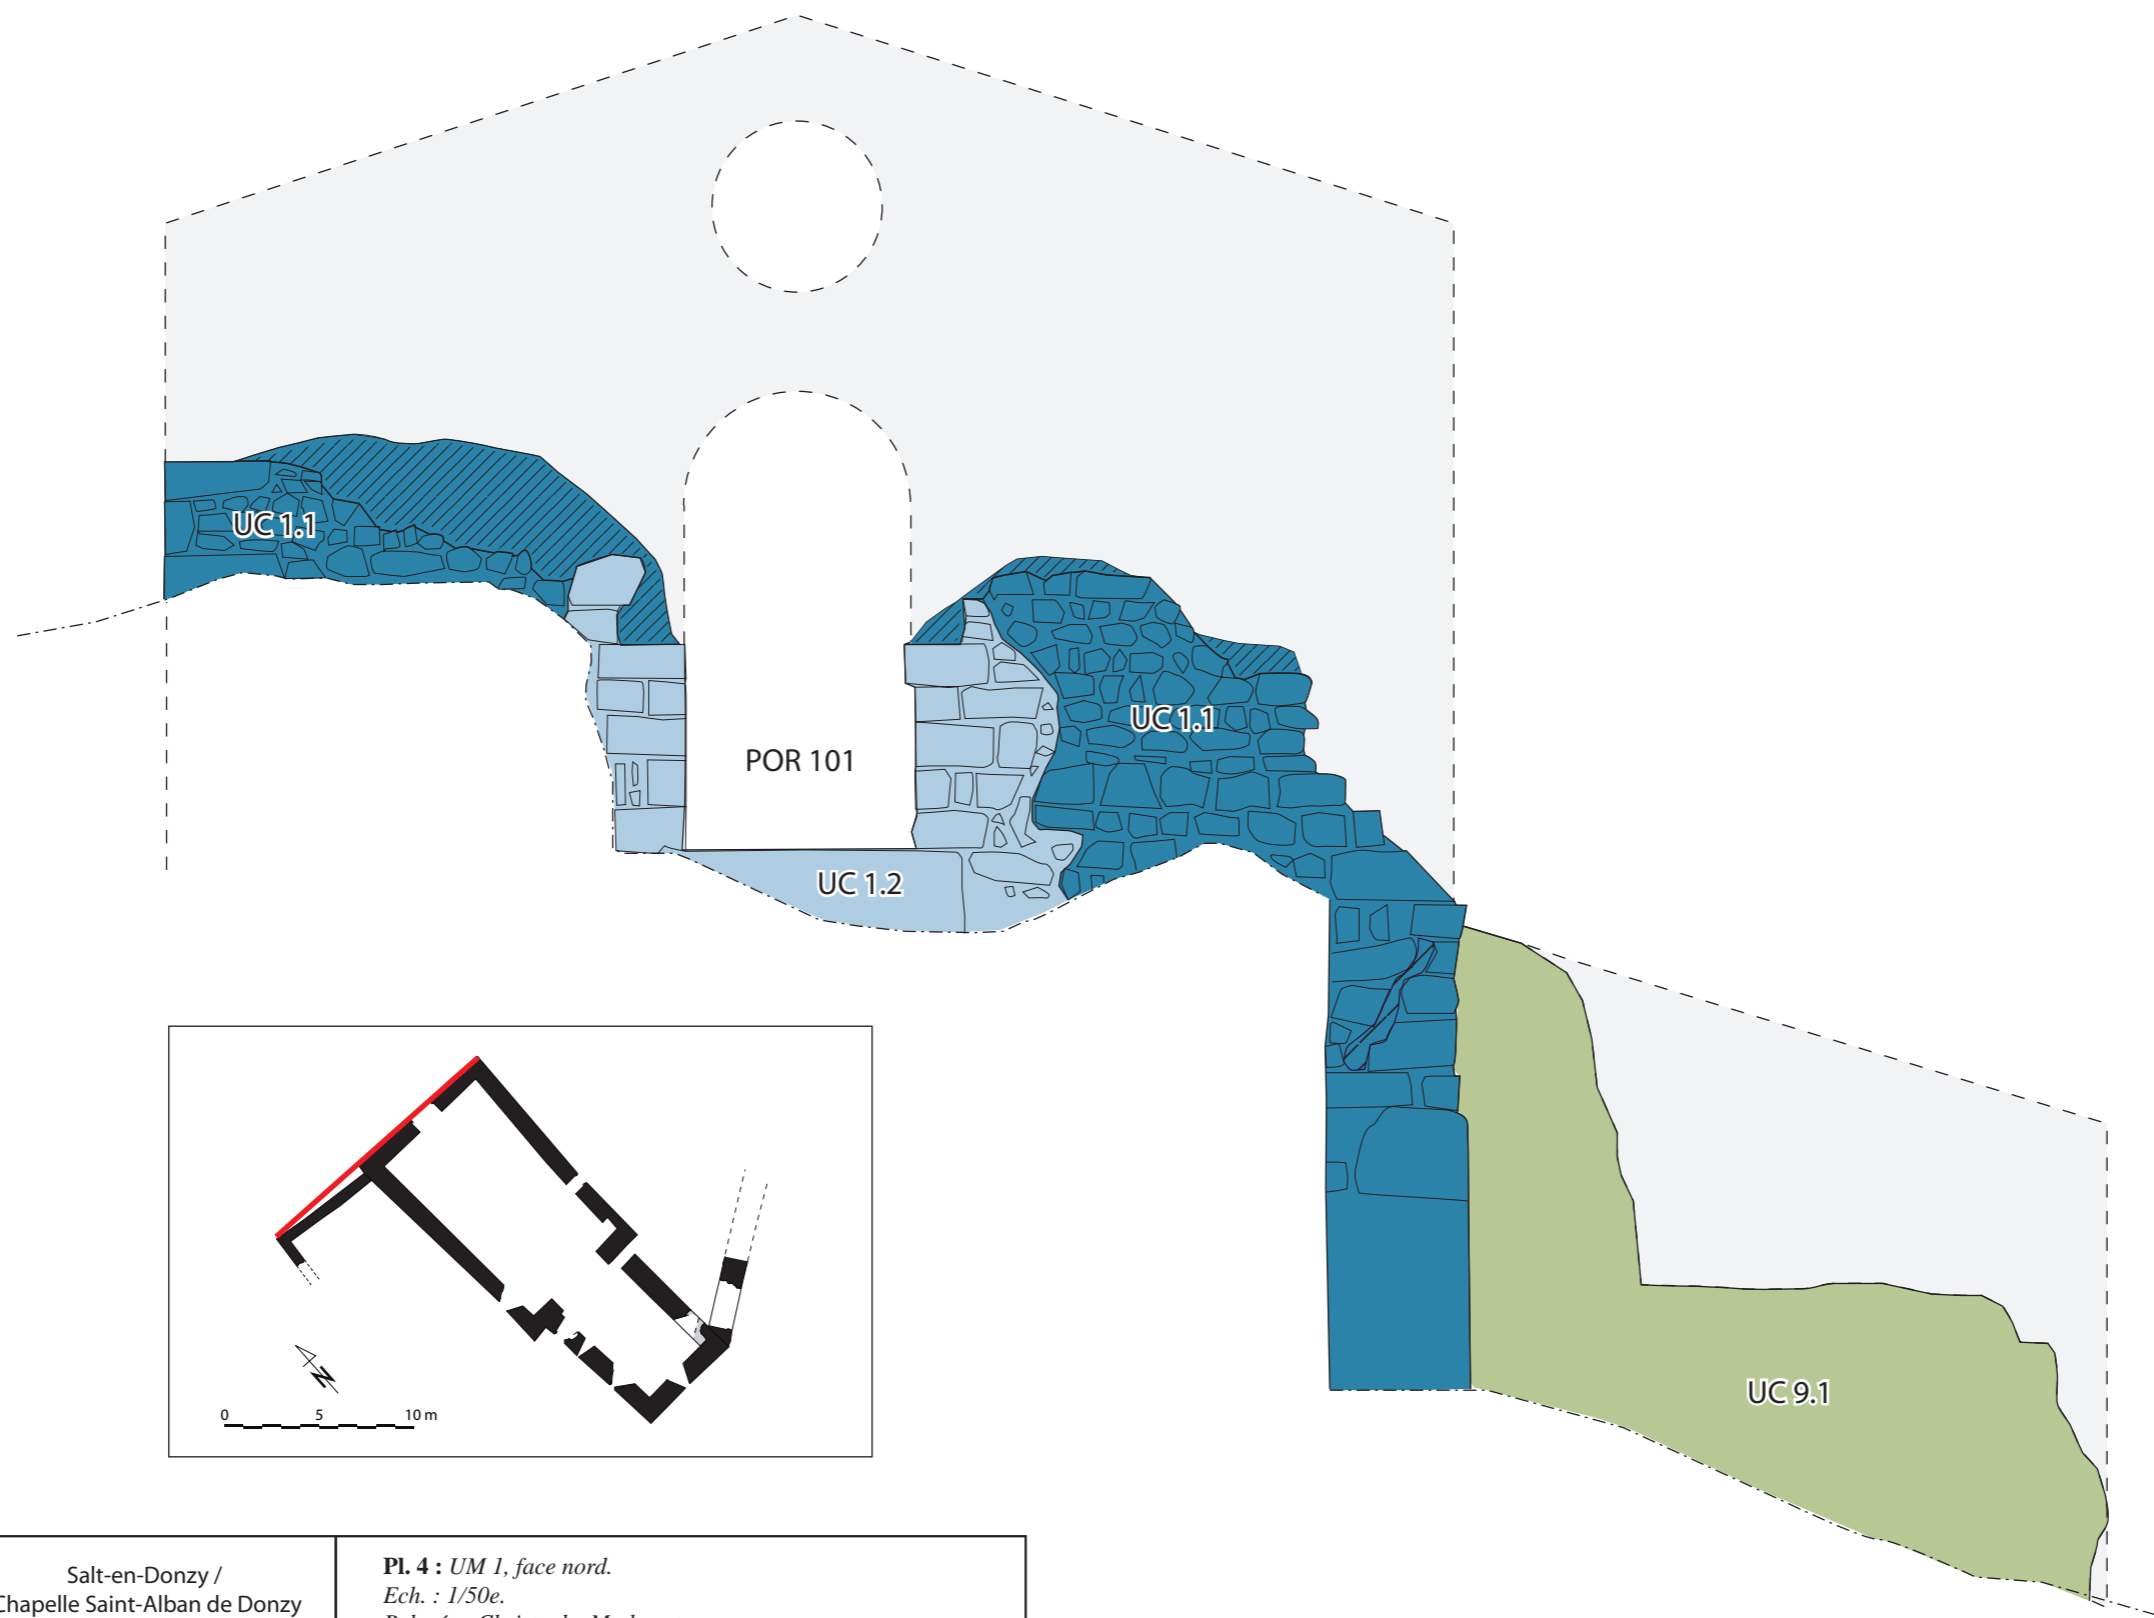 UC 1.1
UC 1.1
POR 101
UC 1.2
UC 9.1
N
0 5 10 m
Salt-en-Donzy /
Chapelle Saint-Alban de Donzy
Pl. 4 : UM 1, face nord.
Ech. : 1/50e.